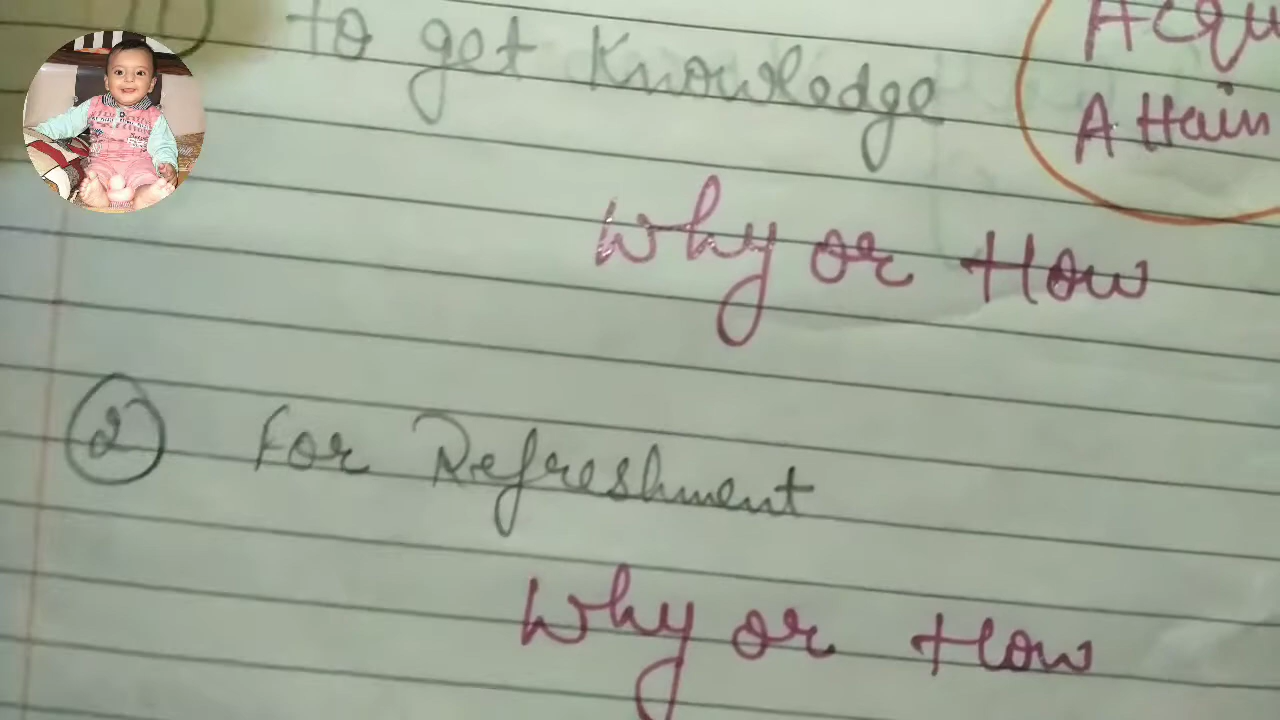 to get Knowledge
Attain
Why or How
2 For Refreshment
Why or How